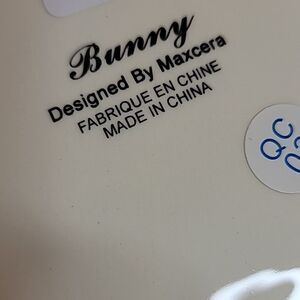 Bunny
Designed By Maxcera
FABRIQUE EN CHINE
MADE IN CHINA
QC